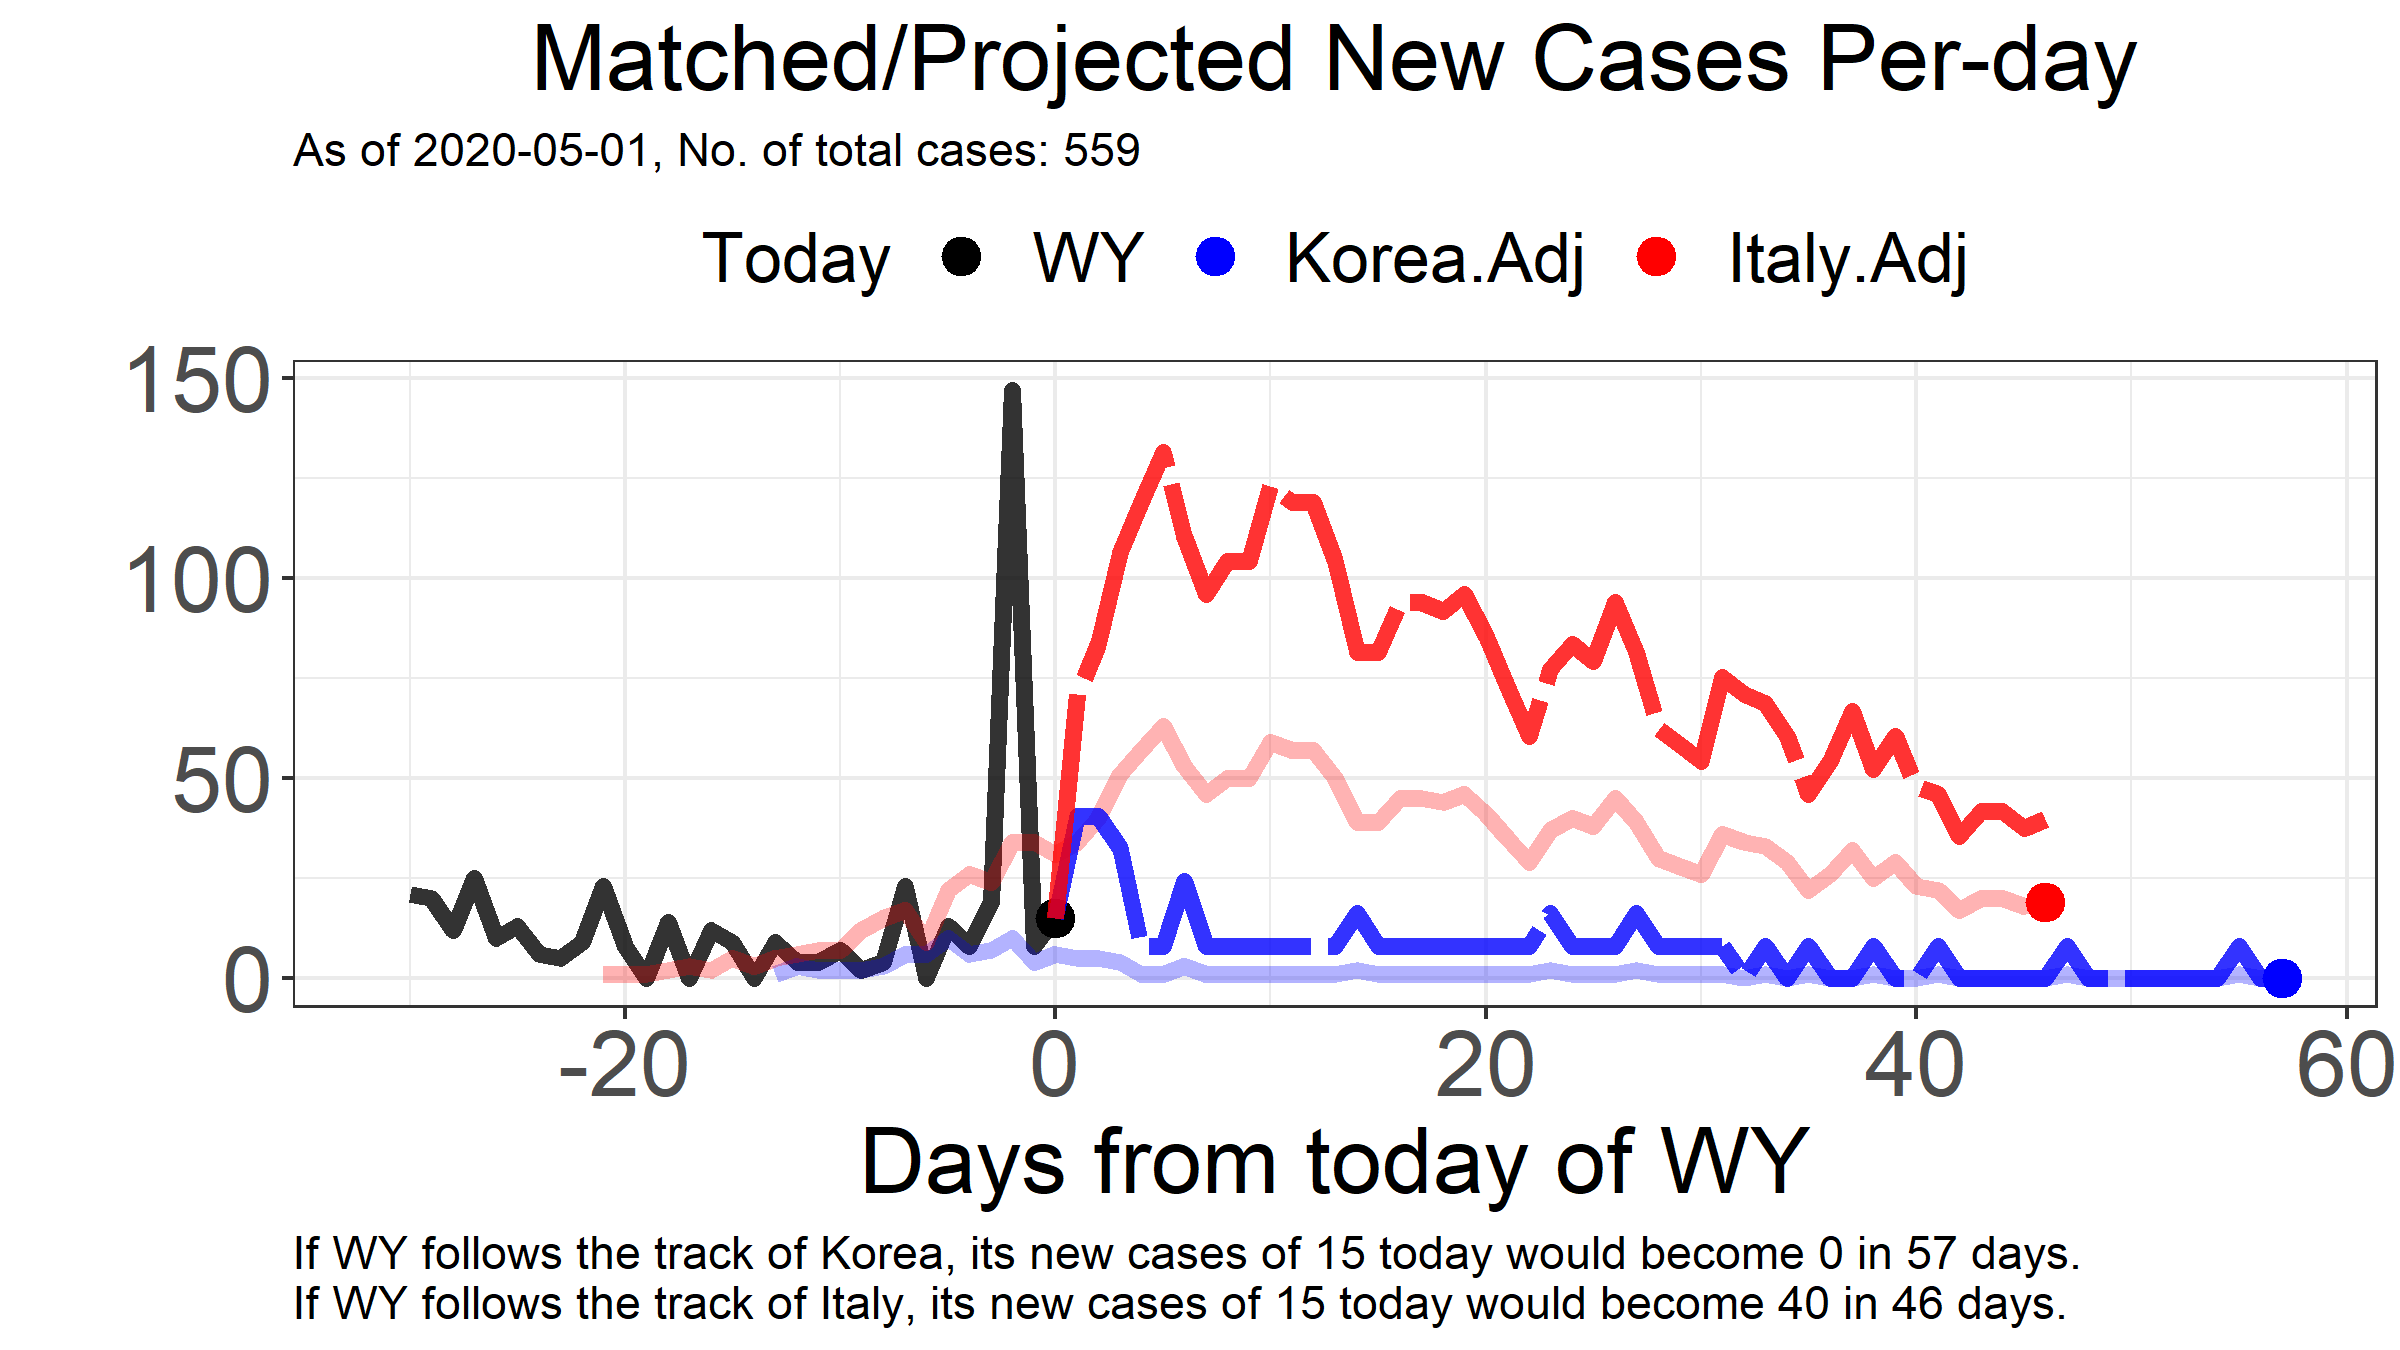 Matched/Projected New Cases Per-day
As of 2020-05-01, No. of total cases: 559
Today WY Korea.Adj Italy.Adj
150
100
50
0
-20 0 20 40 60
Days from today of WY
If WY follows the track of Korea, its new cases of 15 today would become 0 in 57 days.
If WY follows the track of Italy, its new cases of 15 today would become 40 in 46 days.